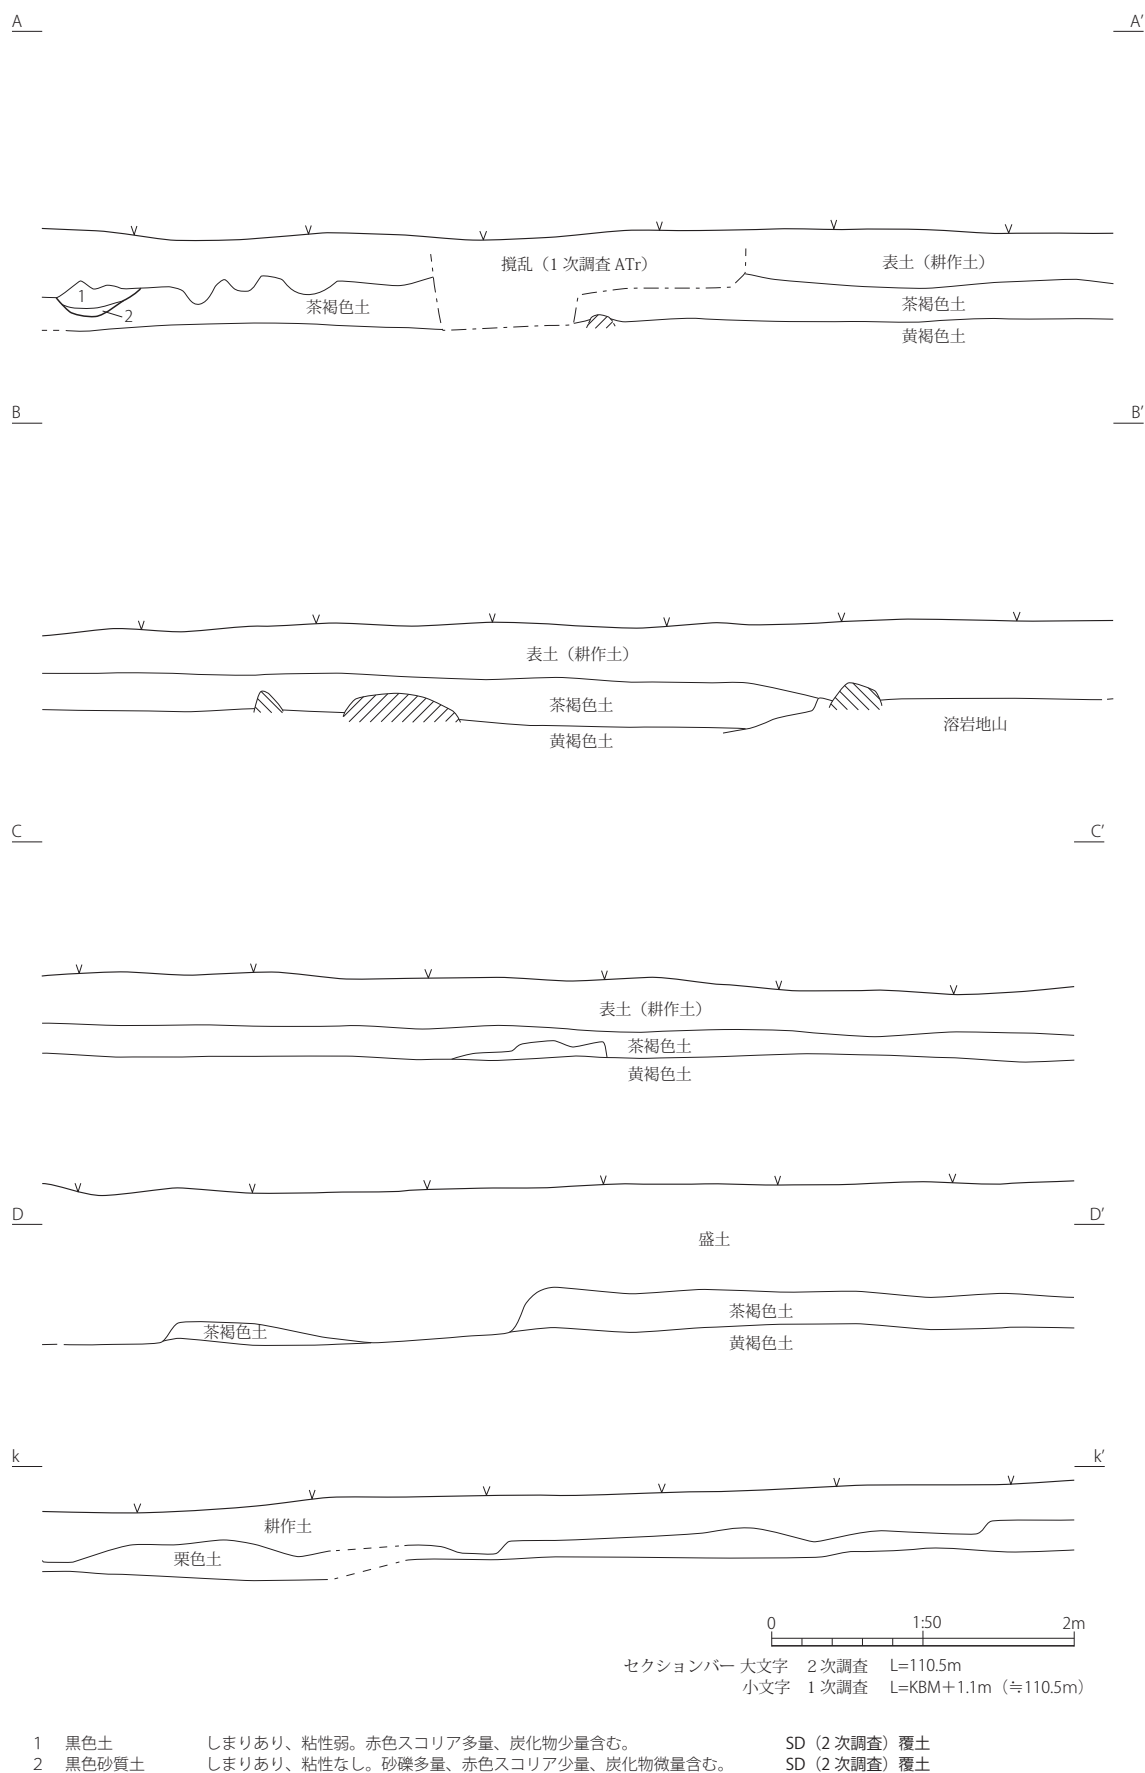 A A’
撹乱（1 次調査 ATr） 表土（耕作土）
1 茶褐色土 茶褐色土
2
黄褐色土
B B’
表土（耕作土）
茶褐色土
溶岩地山
黄褐色土
C C’
表土（耕作土）
茶褐色土
黄褐色土
D D’
盛土
茶褐色土
茶褐色土
黄褐色土
k k’
耕作土
栗色土
0 1:50 2m
セクションバー 大文字 2 次調査 L=110.5m
小文字 1 次調査 L=KBM＋1.1m（≒110.5m）
1 黒色土 しまりあり、粘性弱。赤色スコリア多量、炭化物少量含む。 SD（2 次調査）覆土
2 黒色砂質土 しまりあり、粘性なし。砂礫多量、赤色スコリア少量、炭化物微量含む。 SD（2 次調査）覆土